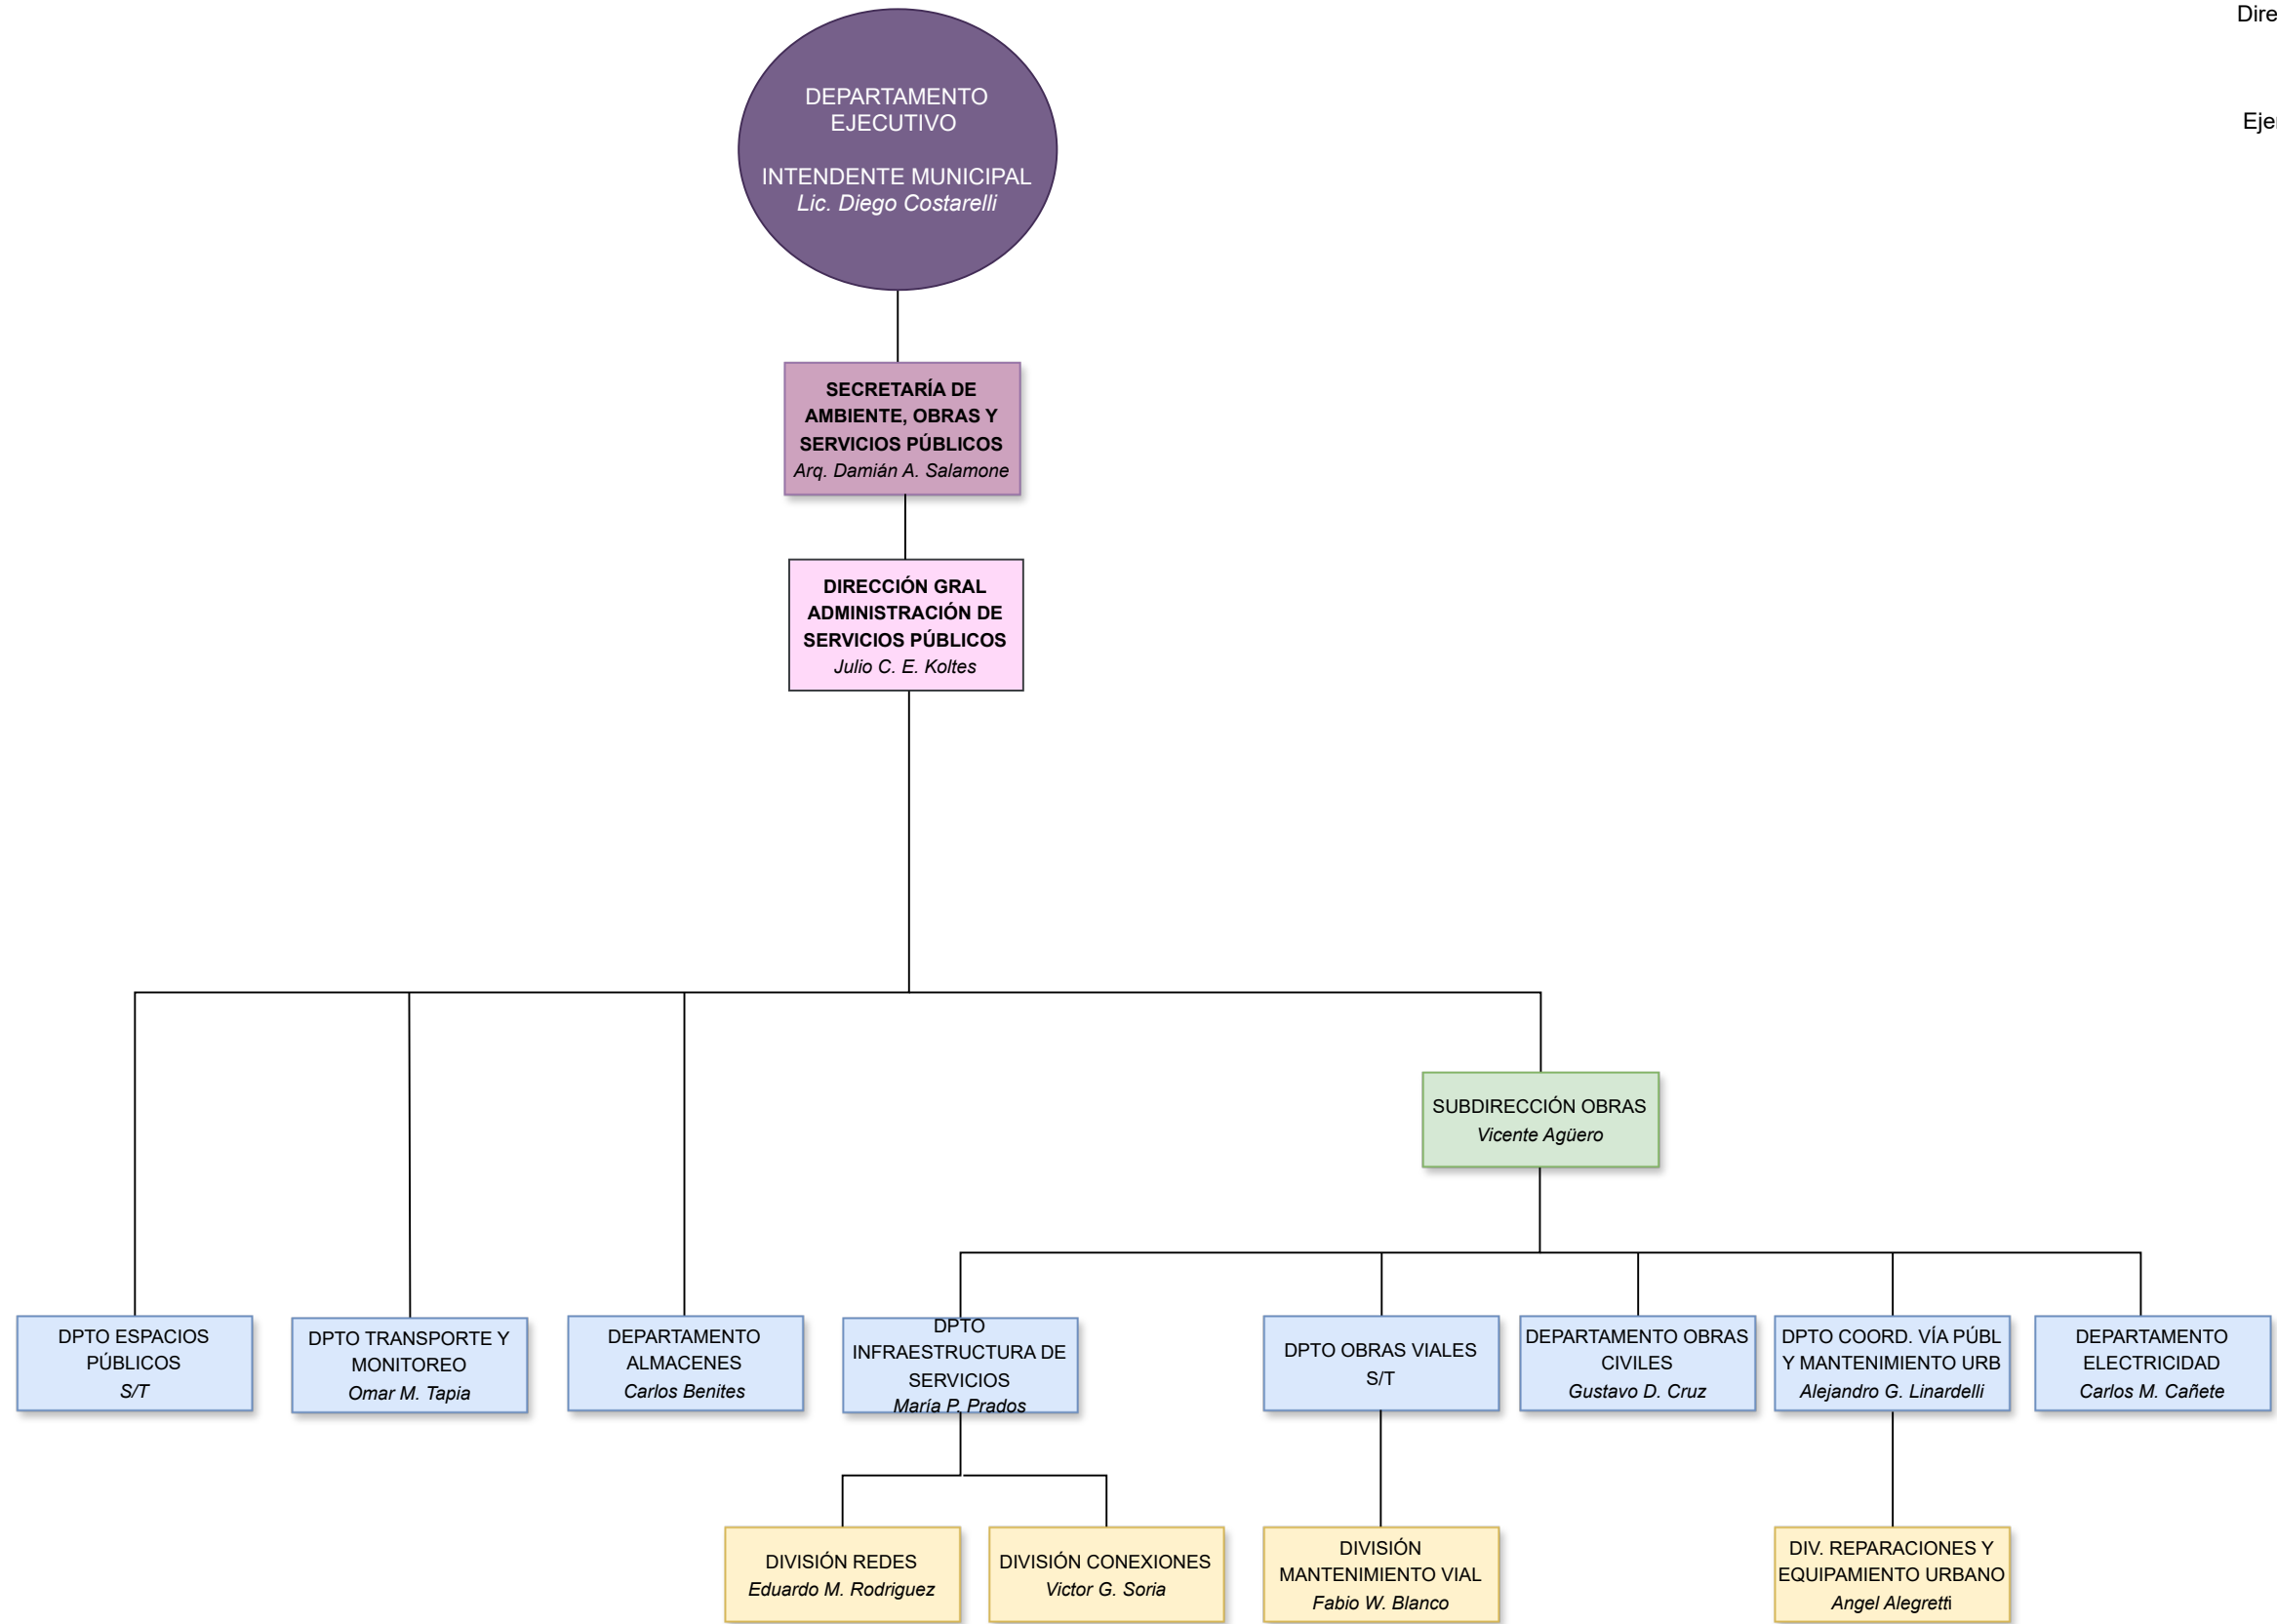 Dire
Ejer
DEPARTAMENTO
EJECUTIVO
INTENDENTE MUNICIPAL
Lic. Diego Costarelli
SECRETARÍA DE
AMBIENTE, OBRAS Y
SERVICIOS PÚBLICOS
Arq. Damián A. Salamone
DIRECCIÓN GRAL
ADMINISTRACIÓN DE
SERVICIOS PÚBLICOS
Julio C. E. Koltes
SUBDIRECCIÓN OBRAS
Vicente Agüero
DPTO ESPACIOS
PÚBLICOS
S/T
DPTO TRANSPORTE Y
MONITOREO
Omar M. Tapia
DEPARTAMENTO
ALMACENES
Carlos Benites
DPTO
INFRAESTRUCTURA DE
SERVICIOS
María P. Prados
DPTO OBRAS VIALES
S/T
DEPARTAMENTO OBRAS
CIVILES
Gustavo D. Cruz
DPTO COORD. VÍA PÚBL
Y MANTENIMIENTO URB
Alejandro G. Linardelli
DEPARTAMENTO
ELECTRICIDAD
Carlos M. Cañete
DIVISIÓN REDES
Eduardo M. Rodriguez
DIVISIÓN CONEXIONES
Victor G. Soria
DIVISIÓN
MANTENIMIENTO VIAL
Fabio W. Blanco
DIV. REPARACIONES Y
EQUIPAMIENTO URBANO
Angel Alegretti